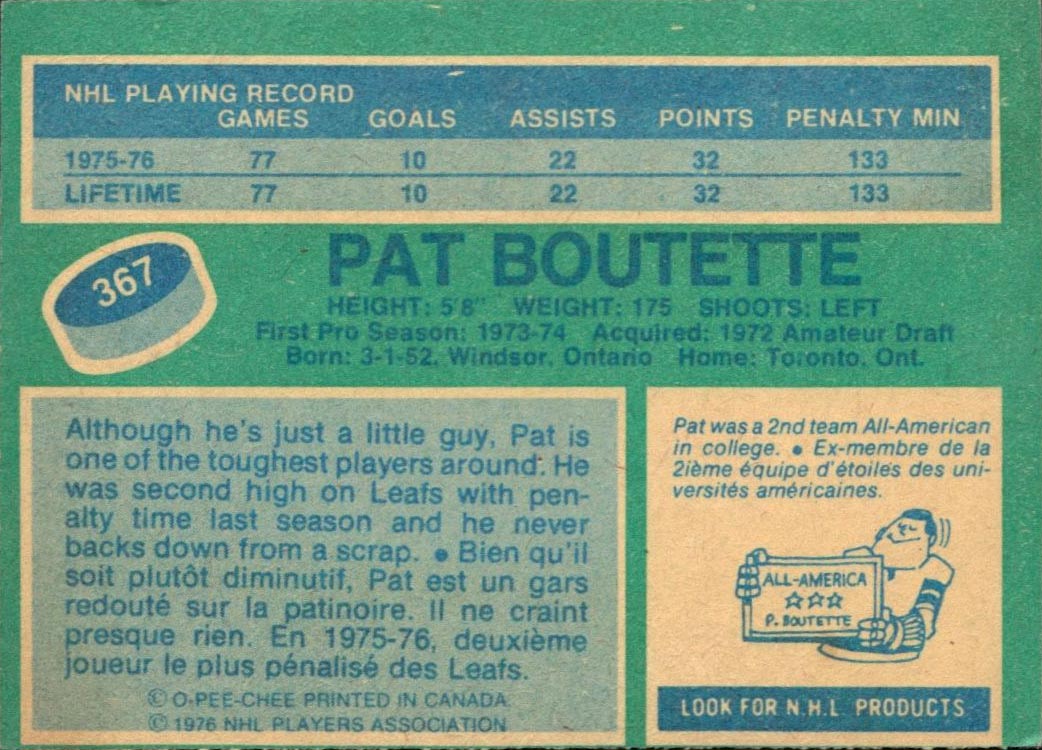 NHL PLAYING RECORD
GAMES GOALS ASSISTS POINTS PENALTY MIN
1975-76 77 10 22 32 133
LIFETIME 77 10 22 32 133
367
PAT BOUTETTE
HEIGHT: 5'8" WEIGHT: 175 SHOOTS: LEFT
First Pro Season: 1973-74 Acquired: 1972 Amateur Draft
Born: 3-1-52, Windsor, Ontario Home: Toronto, Ont.
Although he's just a little guy, Pat is
one of the toughest players around. He
was second high on Leafs with pen-
alty time last season and he never
backs down from a scrap. • Bien qu'il
soit plutôt diminutif, Pat est un gars
redouté sur la patinoire. Il ne craint
presque rien. En 1975-76, deuxième
joueur le plus pénalisé des Leafs.
© O-PEE-CHEE PRINTED IN CANADA
© 1976 NHL PLAYERS ASSOCIATION
Pat was a 2nd team All-American
in college. • Ex-membre de la
2ième équipe d'étoiles des uni-
versités américaines.
ALL-AMERICA
P. BOUTETTE
LOOK FOR N.H.L PRODUCTS